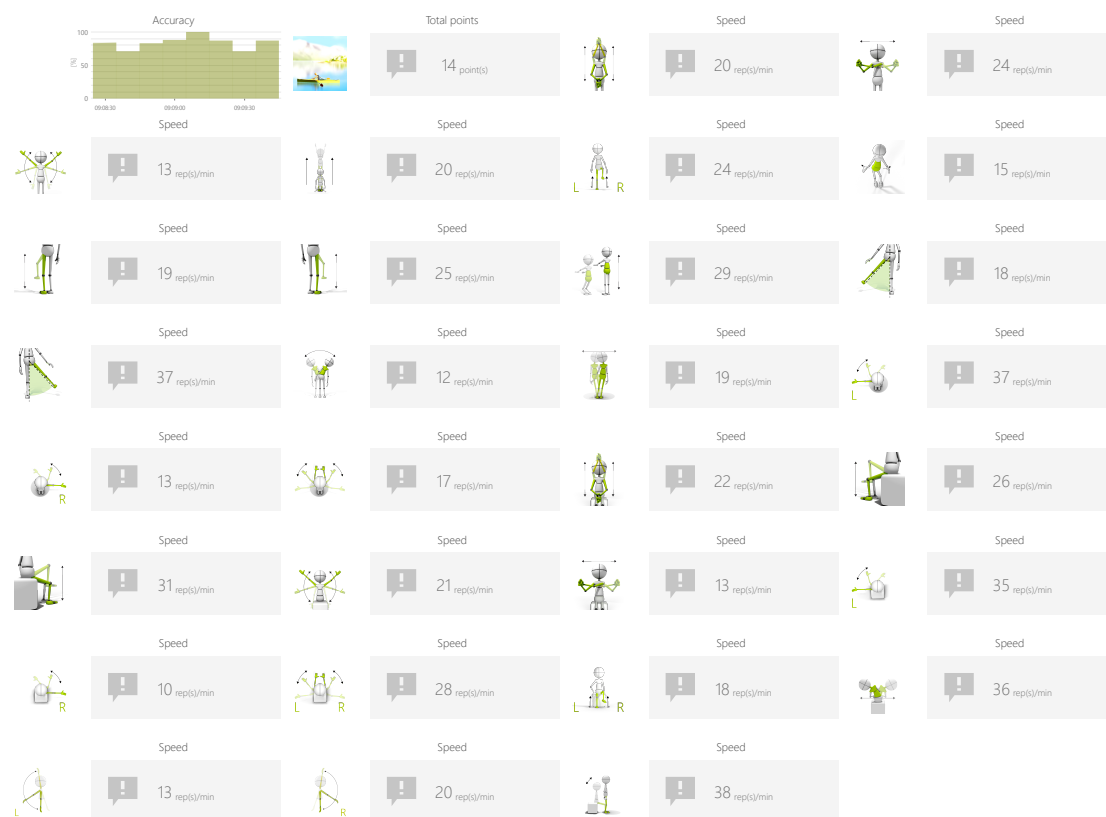 Accuracy
Total points
Speed
Speed
100
[%]
50
0
09:08:30
09:09:00
09:09:30
14 point(s)
20 rep(s)/min
24 rep(s)/min
Speed
Speed
Speed
Speed
13 rep(s)/min
20 rep(s)/min
L
R
24 rep(s)/min
15 rep(s)/min
Speed
Speed
Speed
Speed
19 rep(s)/min
25 rep(s)/min
29 rep(s)/min
18 rep(s)/min
Speed
Speed
Speed
Speed
37 rep(s)/min
12 rep(s)/min
19 rep(s)/min
L
37 rep(s)/min
Speed
Speed
Speed
Speed
R
13 rep(s)/min
17 rep(s)/min
22 rep(s)/min
26 rep(s)/min
Speed
Speed
Speed
Speed
31 rep(s)/min
21 rep(s)/min
13 rep(s)/min
L
35 rep(s)/min
Speed
Speed
Speed
Speed
R
10 rep(s)/min
L
R
28 rep(s)/min
L
R
18 rep(s)/min
36 rep(s)/min
Speed
Speed
Speed
L
13 rep(s)/min
R
20 rep(s)/min
38 rep(s)/min